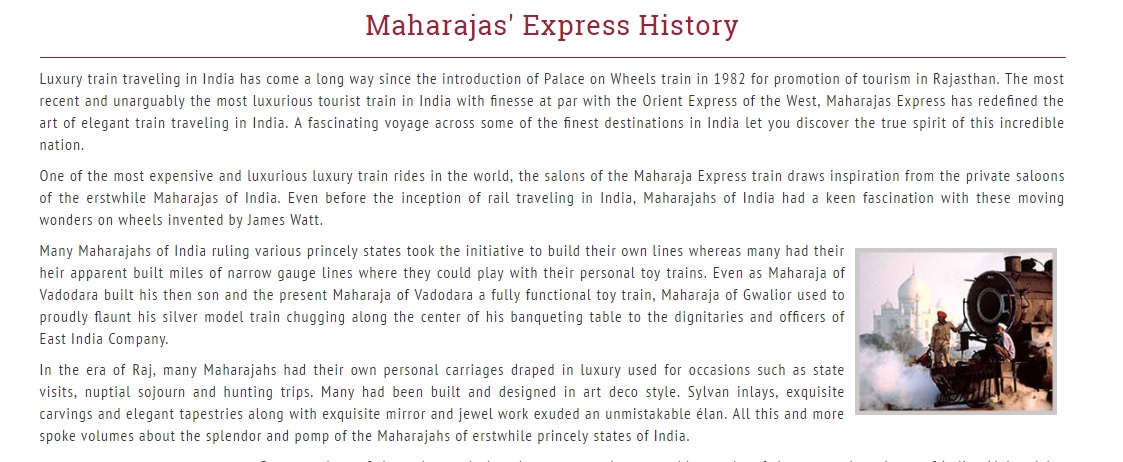 Maharajas' Express History
Luxury train traveling in India has come a long way since the introduction of Palace on Wheels train in 1982 for promotion of tourism in Rajasthan. The most
recent and unarguably the most luxurious tourist train in India with finesse at par with the Orient Express of the West, Maharajas Express has redefined the
art of elegant train traveling in India. A fascinating voyage across some of the finest destinations in India let you discover the true spirit of this incredible
nation.
One of the most expensive and luxurious luxury train rides in the world, the salons of the Maharaja Express train draws inspiration from the private saloons
of the erstwhile Maharajas of India. Even before the inception of rail traveling in India, Maharajahs of India had a keen fascination with these moving
wonders on wheels invented by James Watt.
Many Maharajahs of India ruling various princely states took the initiative to build their own lines whereas many had their
heir apparent built miles of narrow gauge lines where they could play with their personal toy trains. Even as Maharaja of
Vadodara built his then son and the present Maharaja of Vadodara a fully functional toy train, Maharaja of Gwalior used to
proudly flaunt his silver model train chugging along the center of his banqueting table to the dignitaries and officers of
East India Company.
In the era of Raj, many Maharajahs had their own personal carriages draped in luxury used for occasions such as state
visits, nuptial sojourn and hunting trips. Many had been built and designed in art deco style. Sylvan inlays, exquisite
carvings and elegant tapestries along with exquisite mirror and jewel work exuded an unmistakable élan. All this and more
spoke volumes about the splendor and pomp of the Maharajahs of erstwhile princely states of India.